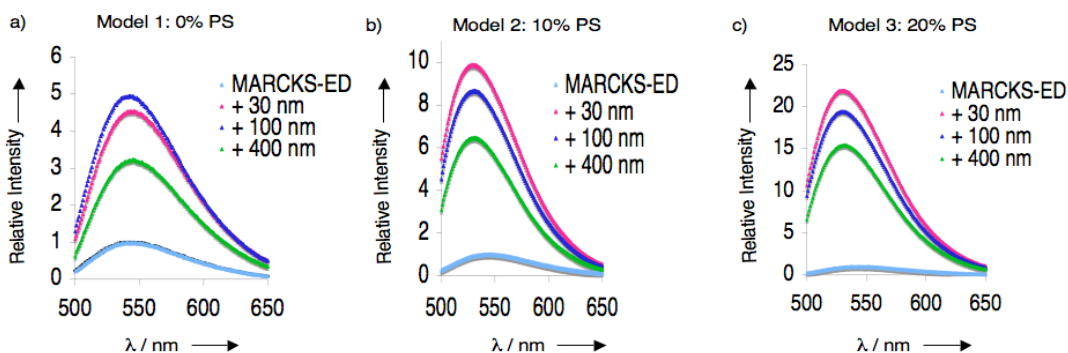 a) Model 1: 0% PS
6
5
4
3
2
1
0
Relative Intensity
MARCKS-ED
+ 30 nm
+ 100 nm
+ 400 nm
500 550 600 650
λ / nm
b) Model 2: 10% PS
10
8
6
4
2
0
Relative Intensity
MARCKS-ED
+ 30 nm
+ 100 nm
+ 400 nm
500 550 600 650
λ / nm
c) Model 3: 20% PS
25
20
15
10
5
0
Relative Intensity
MARCKS-ED
+ 30 nm
+ 100 nm
+ 400 nm
500 550 600 650
λ / nm